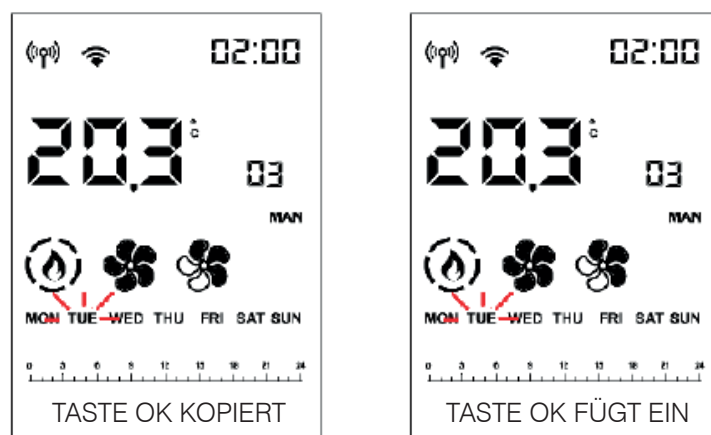 02:00
20.3 °C
03
MAN
MON TUE WED THU FRI SAT SUN
0 3 6 9 12 15 18 21 24
TASTE OK KOPIERT
02:00
20.3 °C
03
MAN
MON TUE WED THU FRI SAT SUN
0 3 6 9 12 15 18 21 24
TASTE OK FÜGT EIN